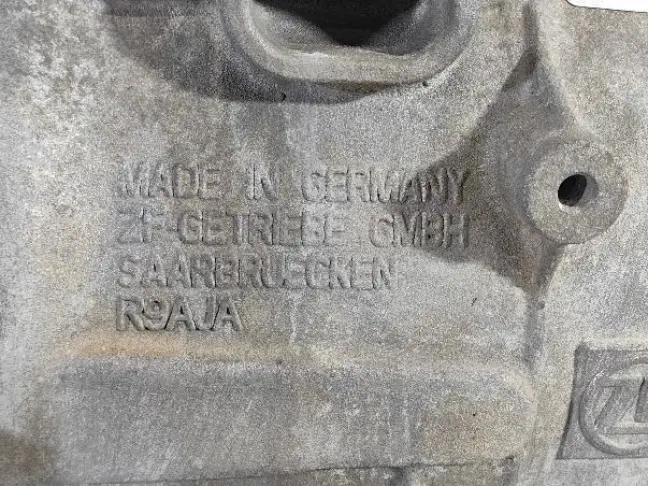 MADE IN GERMANY
ZF-GETRIEBE GMBH
SAARBRUECKEN
R9AJA